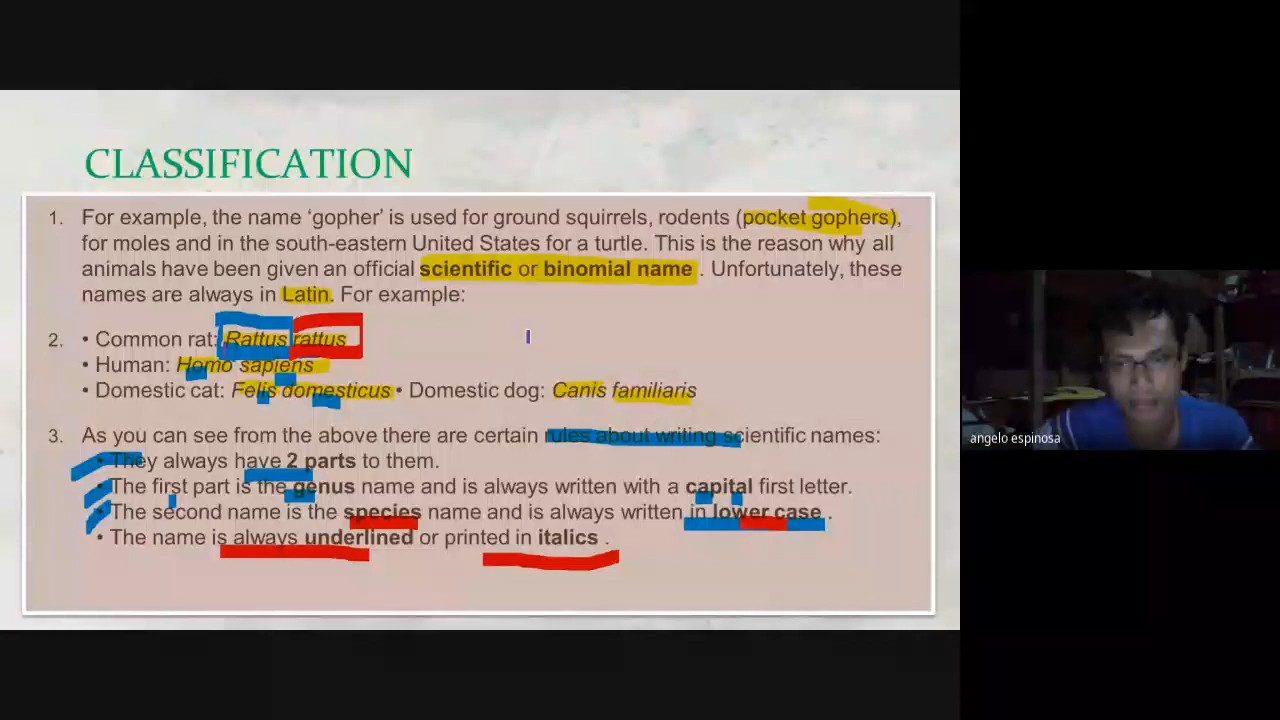 CLASSIFICATION
1. For example, the name ‘gopher’ is used for ground squirrels, rodents (pocket gophers),
for moles and in the south-eastern United States for a turtle. This is the reason why all
animals have been given an official scientific or binomial name . Unfortunately, these
names are always in Latin. For example:
2. • Common rat: Rattus rattus
• Human: Homo sapiens
• Domestic cat: Felis domesticus • Domestic dog: Canis familiaris
3. As you can see from the above there are certain rules about writing scientific names:
• They always have 2 parts to them.
• The first part is the genus name and is always written with a capital first letter.
• The second name is the species name and is always written in lower case .
• The name is always underlined or printed in italics .
angelo espinosa